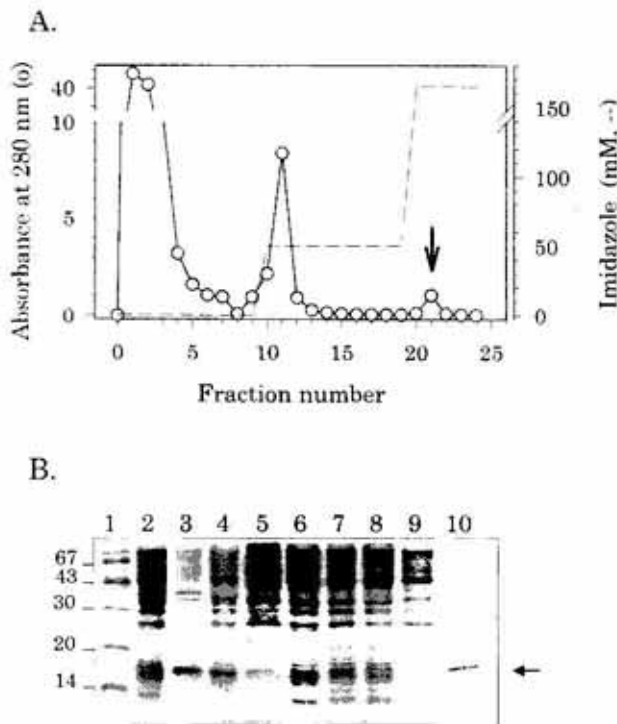 A.
Absorbance at 280 nm (o)
40
10
5
0
150
100
50
0
Imidazole (mM, --)
0 5 10 15 20 25
Fraction number
B.
1 2 3 4 5 6 7 8 9 10
67
43
30
20
14